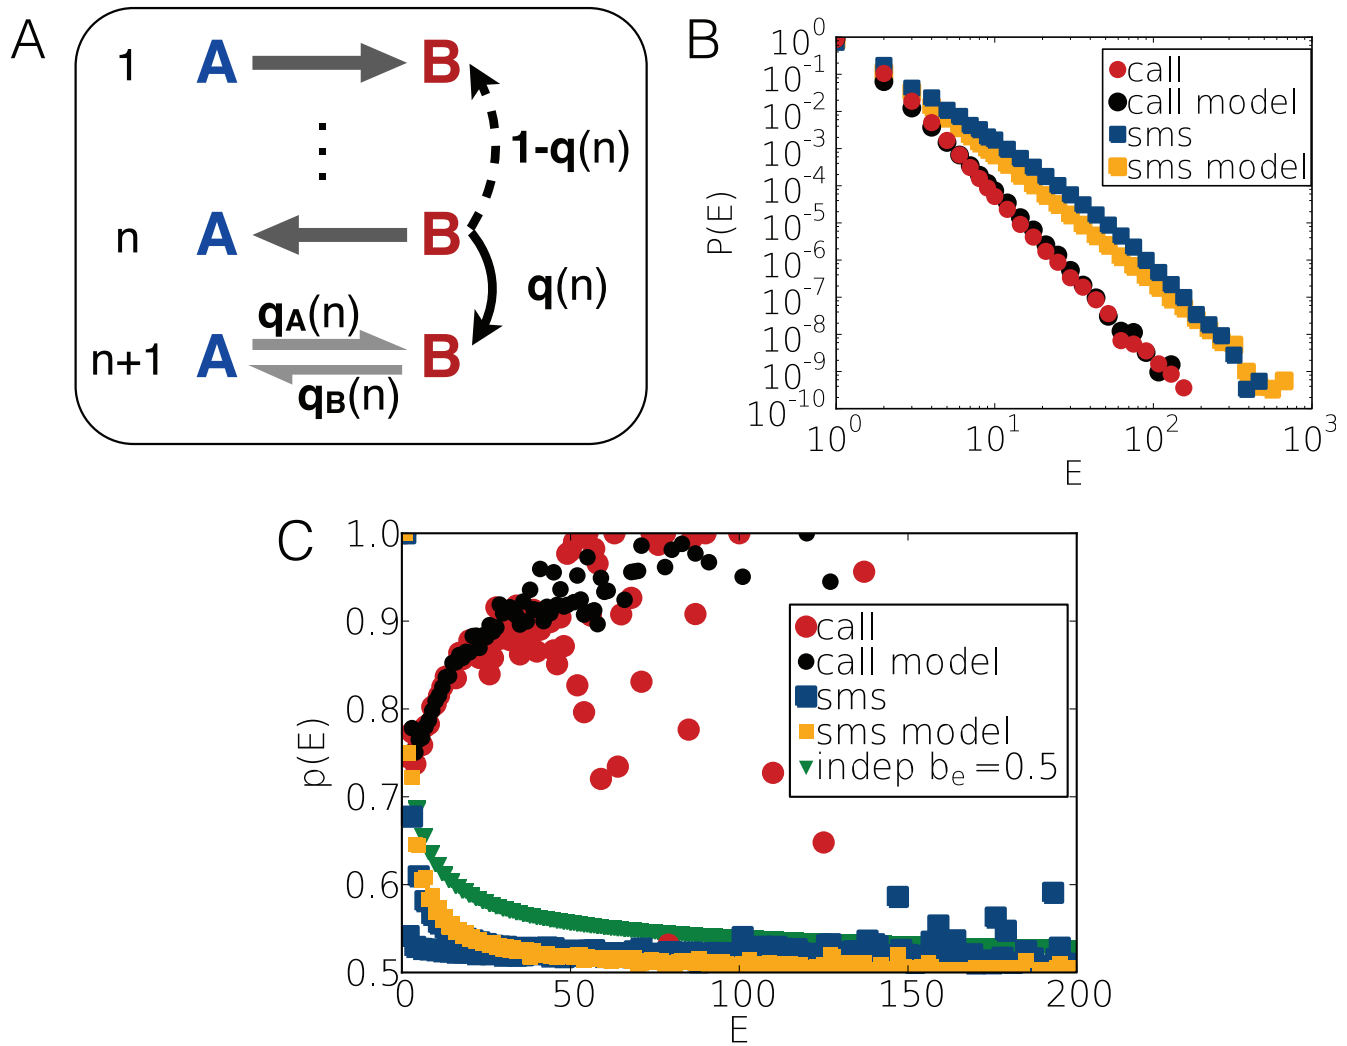 A
1 A B
1-q(n)
n A B
q(n)
qA(n)
n+1 A B
qB(n)
B
P(E)
10^0
10^-1
10^-2
10^-3
10^-4
10^-5
10^-6
10^-7
10^-8
10^-9
10^-10
10^0 10^1 10^2 10^3
E
call
call model
sms
sms model
C
p(E)
1.0
0.9
0.8
0.7
0.6
0.5
0 50 100 150 200
E
call
call model
sms
sms model
indep b_e=0.5